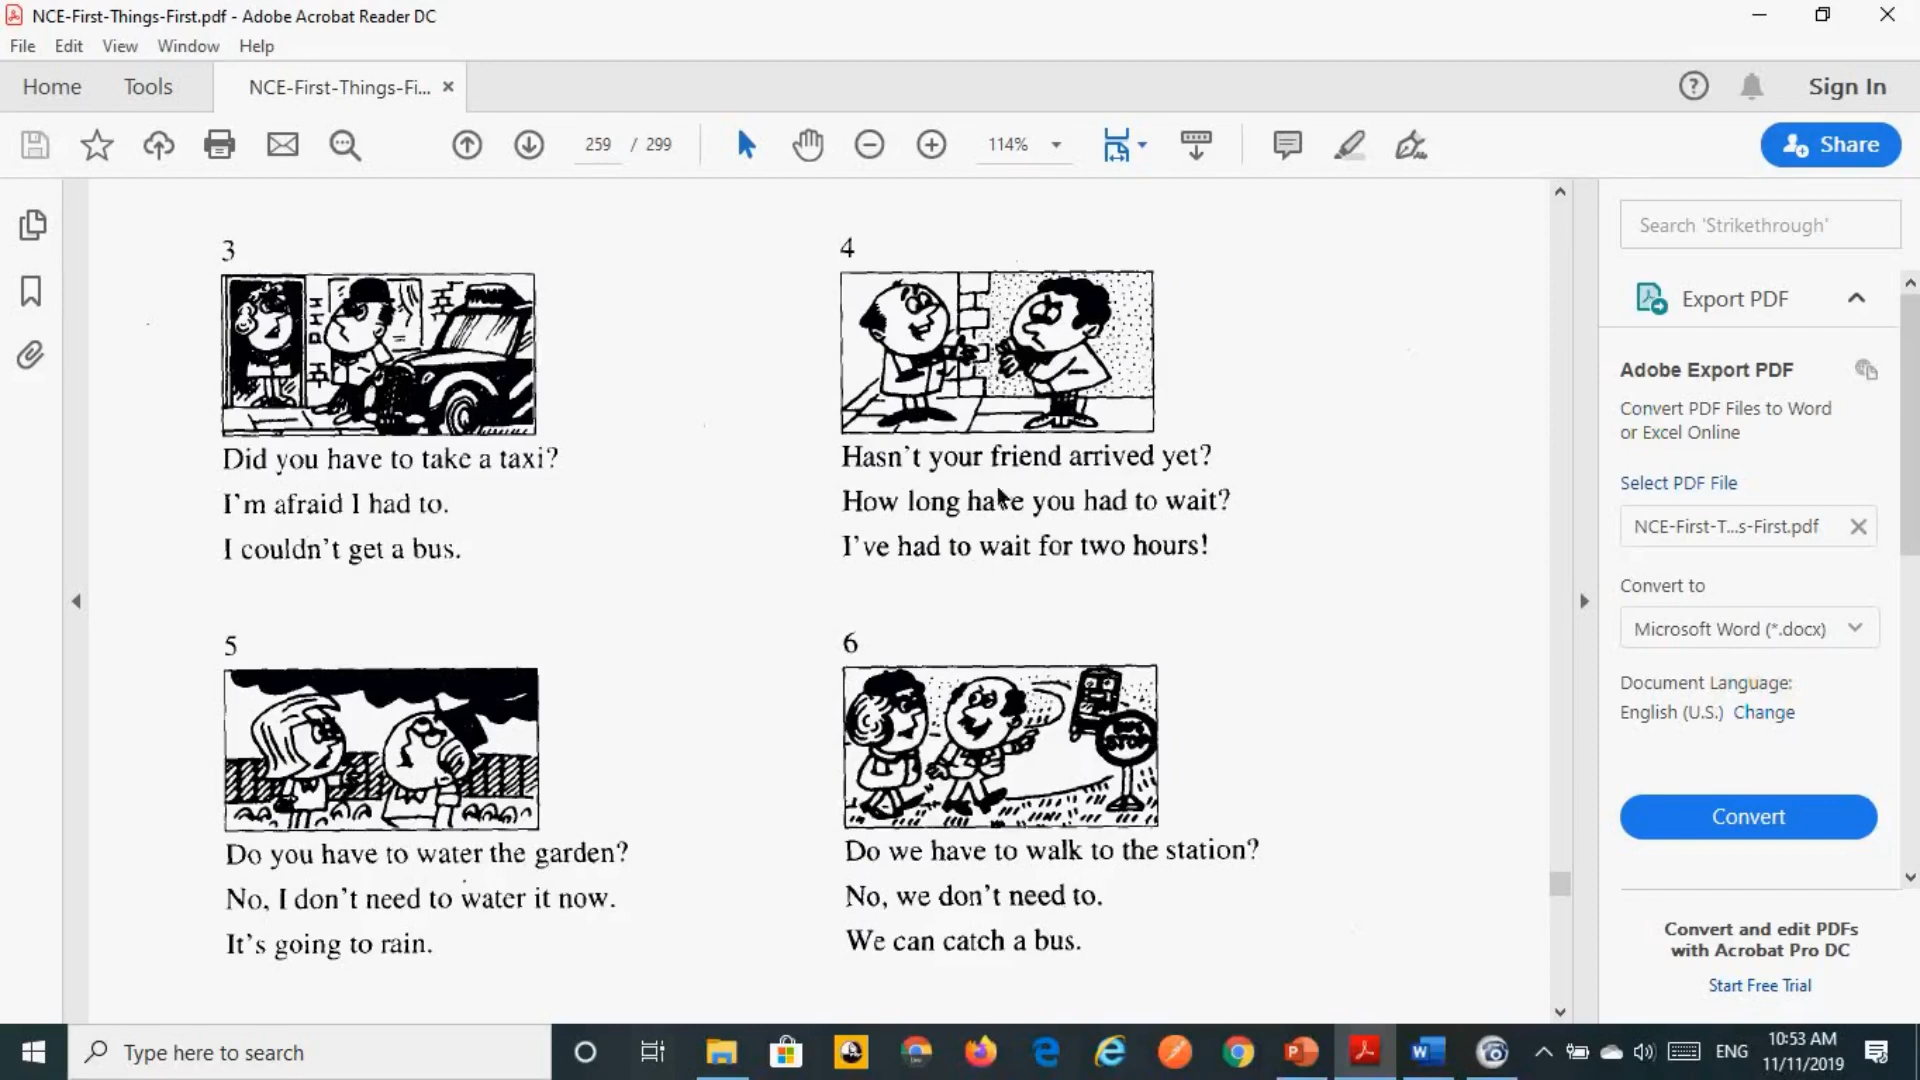 NCE-First-Things-First.pdf - Adobe Acrobat Reader DC
File Edit View Window Help
Home Tools NCE-First-Things-Fi... Sign In
259 / 299 114% Share
Search 'Strikethrough'
Export PDF
Adobe Export PDF
Convert PDF Files to Word
or Excel Online
Select PDF File
NCE-First-T...s-First.pdf
Convert to
Microsoft Word (*.docx)
Document Language:
English (U.S.) Change
Convert
Convert and edit PDFs
with Acrobat Pro DC
Start Free Trial
3
Did you have to take a taxi?
I'm afraid I had to.
I couldn't get a bus.
4
Hasn't your friend arrived yet?
How long have you had to wait?
I've had to wait for two hours!
5
Do you have to water the garden?
No, I don't need to water it now.
It's going to rain.
6
BUS
STOP
Do we have to walk to the station?
No, we don't need to.
We can catch a bus.
Type here to search
ENG
10:53 AM
11/11/2019